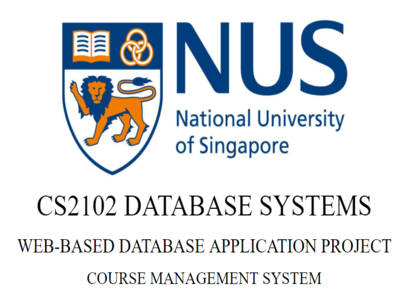 NUS
National University
of Singapore
CS2102 DATABASE SYSTEMS
WEB-BASED DATABASE APPLICATION PROJECT
COURSE MANAGEMENT SYSTEM